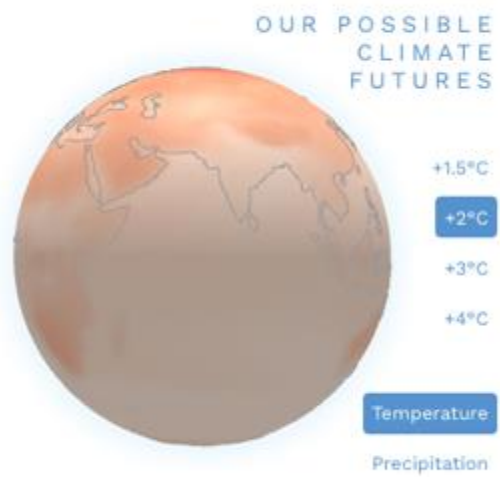 OUR POSSIBLE
CLIMATE
FUTURES
+1.5°C
+2°C
+3°C
+4°C
Temperature
Precipitation